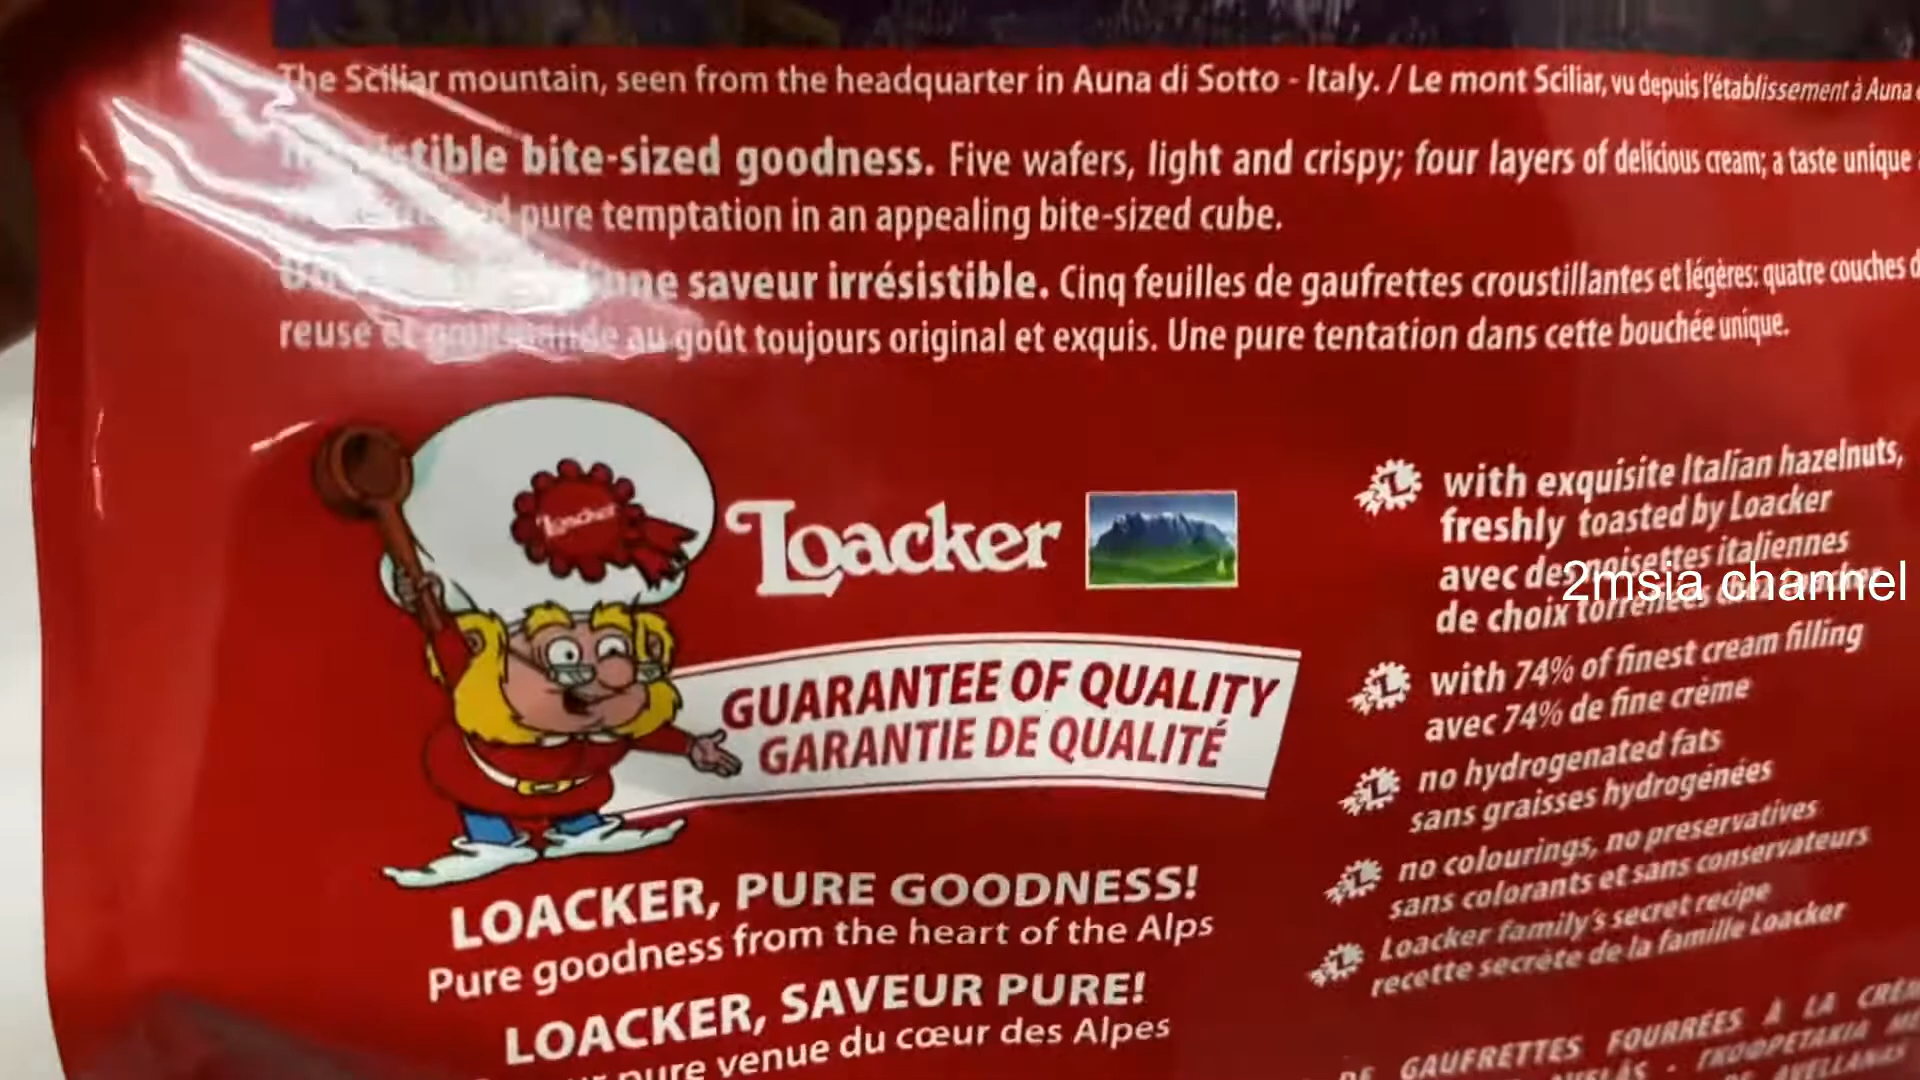 The Sciliar mountain, seen from the headquarter in Auna di Sotto - Italy. / Le mont Sciliar, vu depuis l'établissement à Auna
bite-sized goodness. Five wafers, light and crispy; four layers of delicious cream; a taste unique
pure temptation in an appealing bite-sized cube.
saveur irrésistible. Cinq feuilles de gaufrettes croustillantes et légères: quatre couches
reuse et au goût toujours original et exquis. Une pure tentation dans cette bouchée unique.
Loacker
Loacker
GUARANTEE OF QUALITY
GARANTIE DE QUALITÉ
LOACKER, PURE GOODNESS!
Pure goodness from the heart of the Alps
LOACKER, SAVEUR PURE!
pure venue du cœur des Alpes
with exquisite Italian hazelnuts,
freshly toasted by Loacker
avec des noisettes italiennes
de choix
2msia channel
with 74% of finest cream filling
avec 74% de fine crème
no hydrogenated fats
sans graisses hydrogénées
no colourings, no preservatives
sans colorants et sans conservateurs
Loacker family's secret recipe
recette secrète de la famille Loacker
GAUFRETTES FOURRÉES À LA